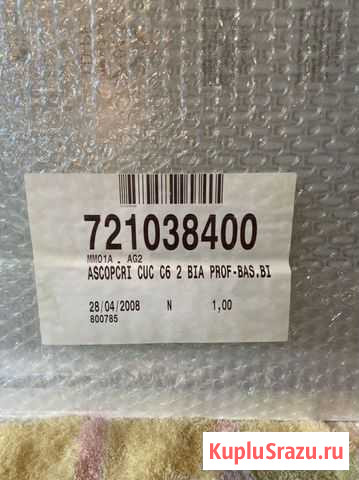 721038400
MM01A . AG2
ASCOPCRI CUC C6 2 BIA PROF-BAS.BI
28/04/2008 N 1,00
800785
KupluSrazu.ru